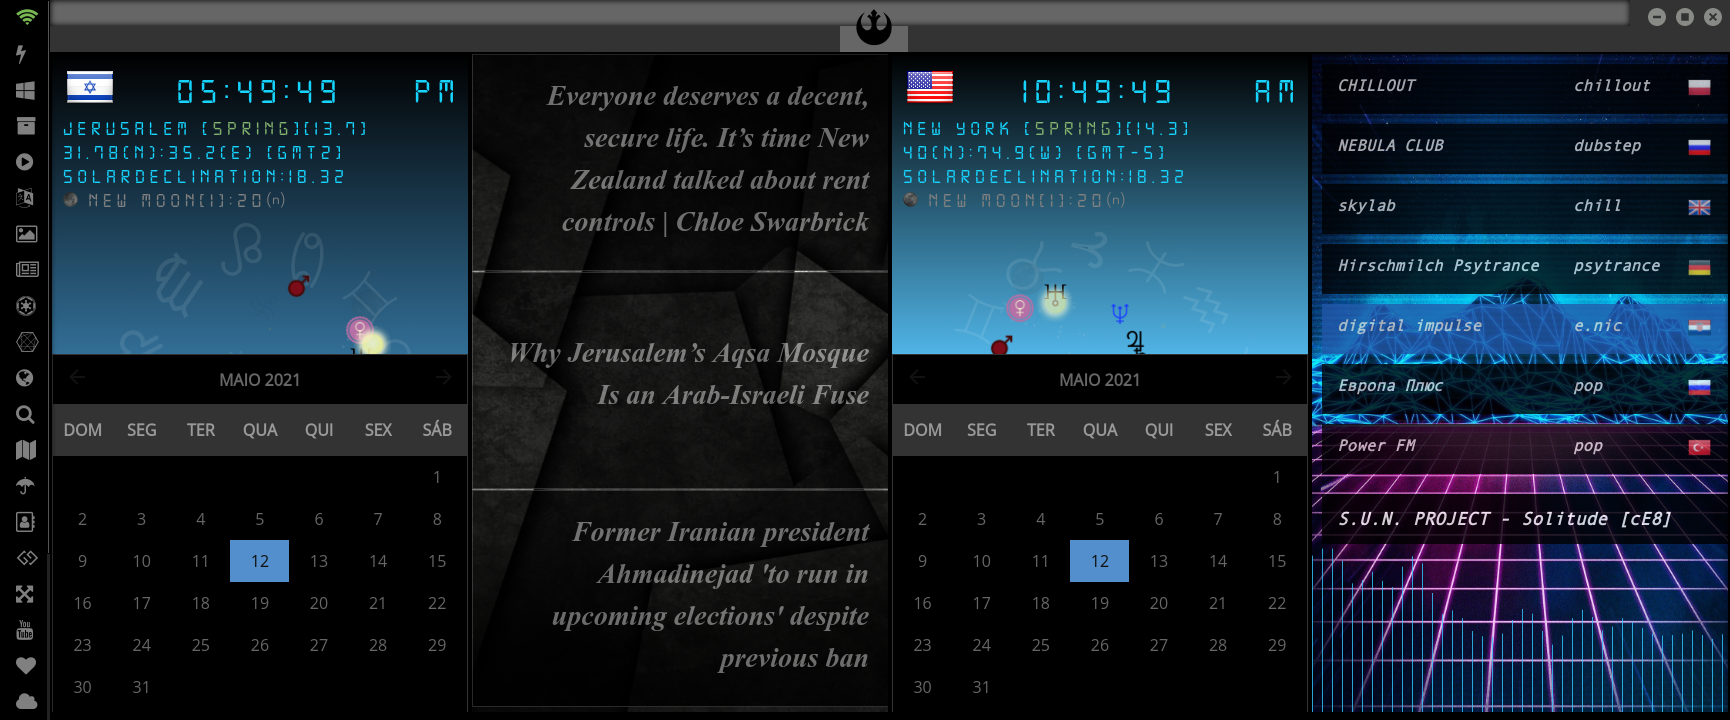 05:49:49 PM
JERUSALEM [SPRING][13.7]
31.78(N):35.2(E) [GMT2]
SOLARDECLINATION:18.32
NEW MOON[1]:20(n)
MAIO 2021
DOM SEG TER QUA QUI SEX SÁB
1
2 3 4 5 6 7 8
9 10 11 12 13 14 15
16 17 18 19 20 21 22
23 24 25 26 27 28 29
30 31
Everyone deserves a decent,
secure life. It’s time New
Zealand talked about rent
controls | Chloe Swarbrick
Why Jerusalem’s Aqsa Mosque
Is an Arab-Israeli Fuse
Former Iranian president
Ahmadinejad 'to run in
upcoming elections' despite
previous ban
10:49:49 AM
NEW YORK [SPRING][14.3]
40(N):74.9(W) [GMT-5]
SOLARDECLINATION:18.32
NEW MOON[1]:20(n)
MAIO 2021
DOM SEG TER QUA QUI SEX SÁB
1
2 3 4 5 6 7 8
9 10 11 12 13 14 15
16 17 18 19 20 21 22
23 24 25 26 27 28 29
30 31
CHILLOUT chillout
NEBULA CLUB dubstep
skylab chill
Hirschmilch Psytrance psytrance
digital impulse e.nic
Европа Плюс pop
Power FM pop
S.U.N. PROJECT - Solitude [cE8]
You
Tube